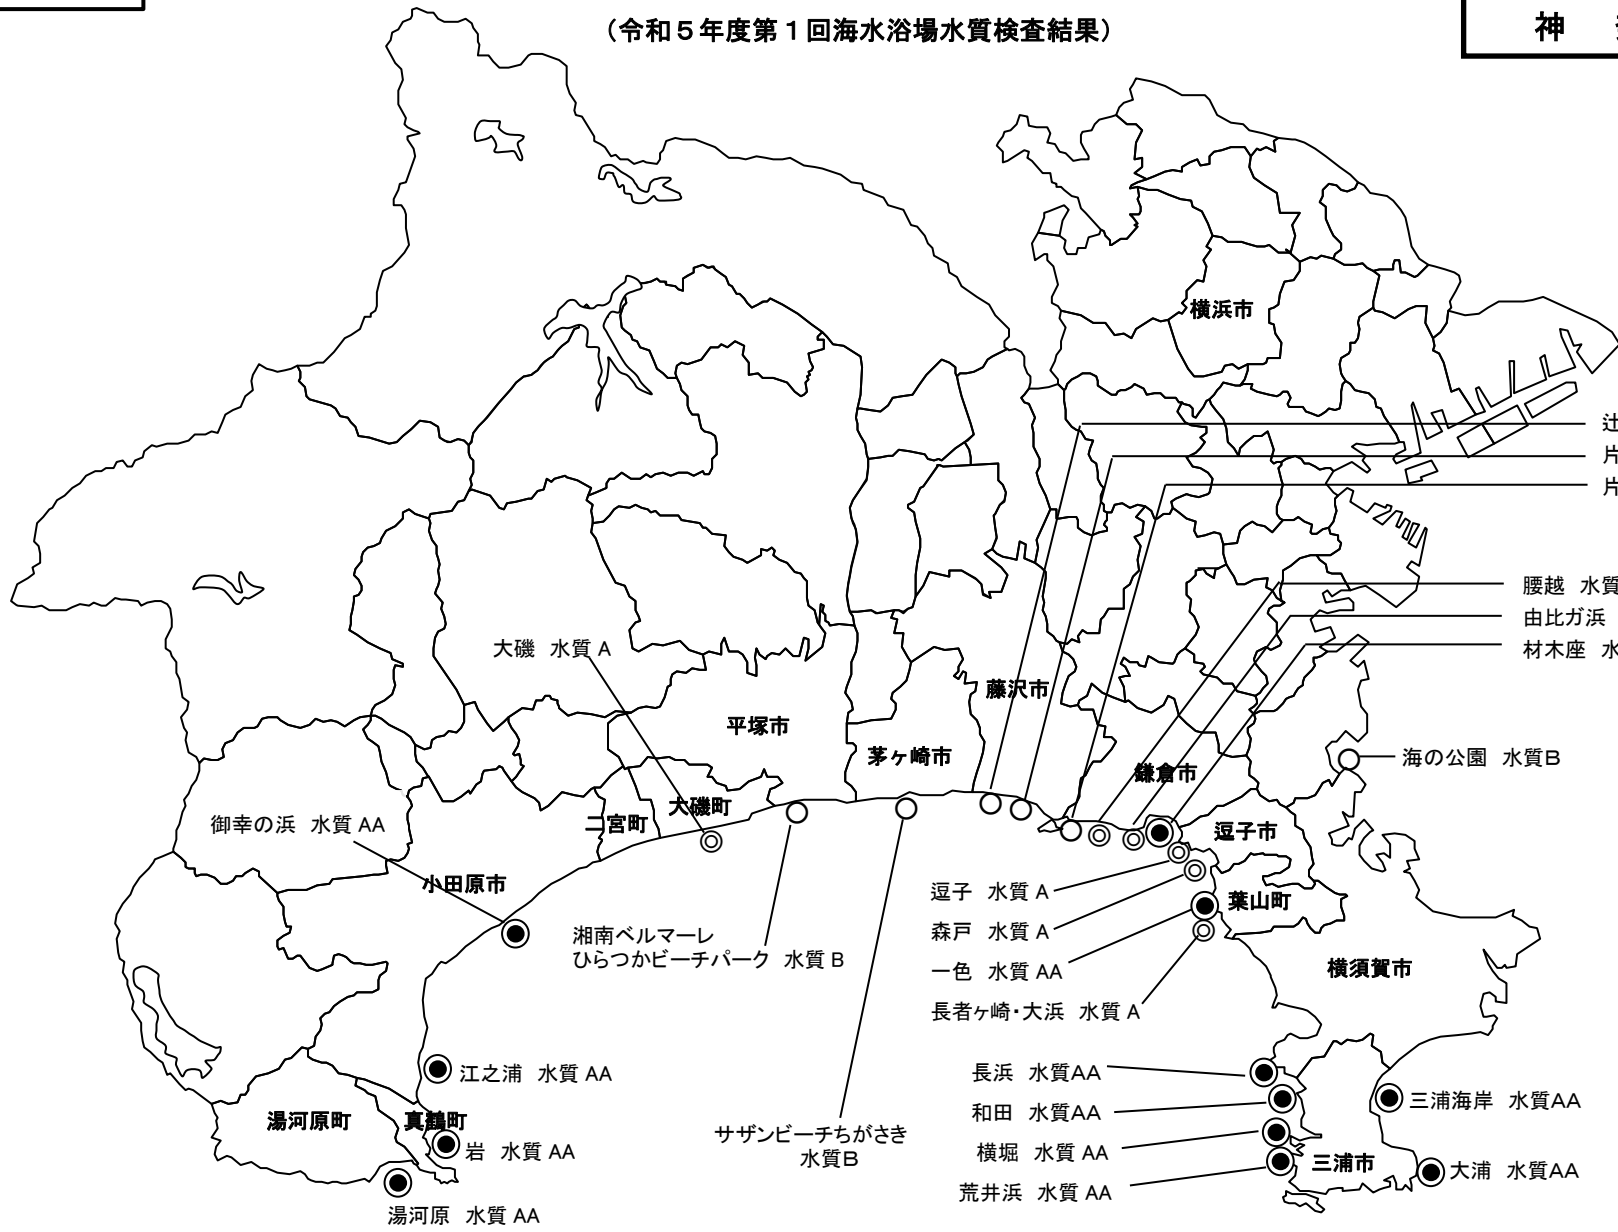 (令和5年度第1回海水浴場水質検査結果)
神
横浜市
辻
片
片
腰越 水質
由比ガ浜
材木座 水
大磯 水質 A
藤沢市
平塚市
茅ヶ崎市
鎌倉市
海の公園 水質B
御幸の浜 水質 AA
二宮町
大磯町
逗子市
小田原市
逗子 水質 A
葉山町
湘南ベルマーレ
ひらつかビーチパーク 水質 B
森戸 水質 A
一色 水質 AA
横須賀市
長者ヶ崎・大浜 水質 A
江之浦 水質 AA
長浜 水質AA
和田 水質AA
三浦海岸 水質AA
湯河原町
真鶴町
岩 水質 AA
サザンビーチちがさき
水質B
横堀 水質 AA
三浦市
大浦 水質AA
荒井浜 水質 AA
湯河原 水質 AA